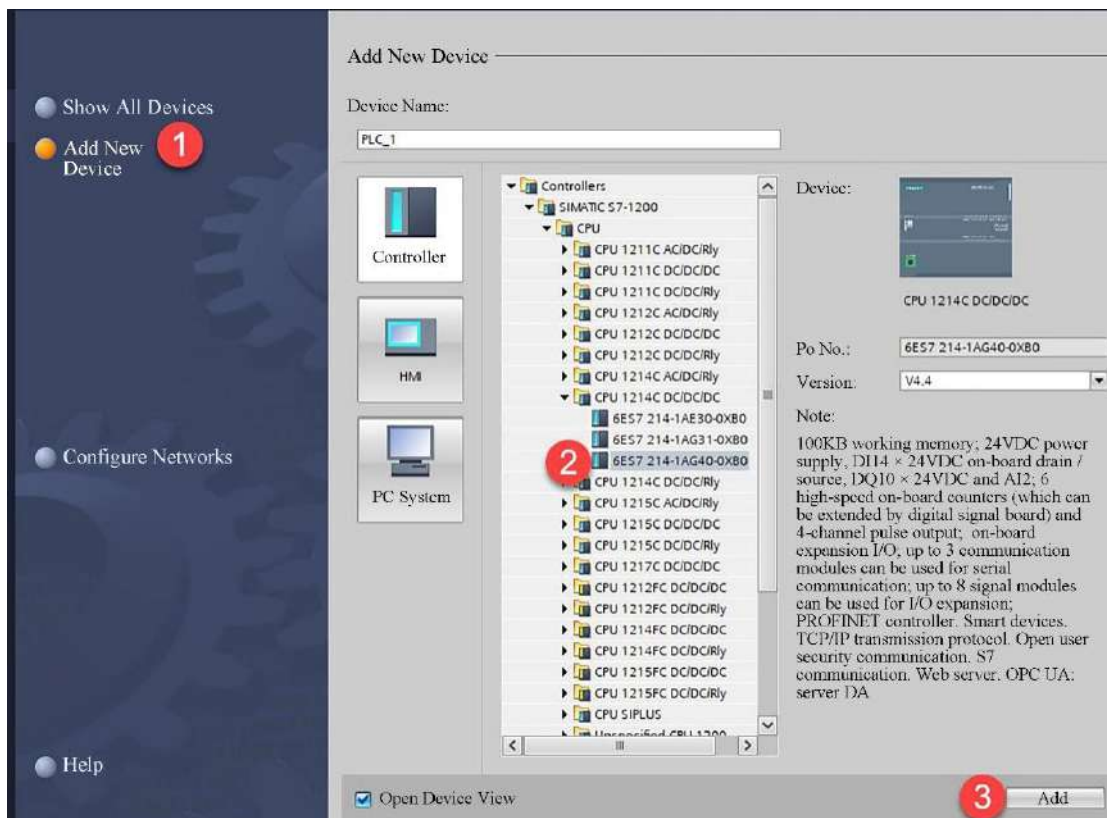 Add New Device
Show All Devices
Add New
Device
1
Configure Networks
Help
Device Name:
PLC_1
Controller
HMI
PC System
Controllers
SIMATIC S7-1200
CPU
CPU 1211C AC/DC/Rly
CPU 1211C DC/DC/DC
CPU 1211C DC/DC/Rly
CPU 1212C AC/DC/Rly
CPU 1212C DC/DC/DC
CPU 1212C DC/DC/Rly
CPU 1214C AC/DC/Rly
CPU 1214C DC/DC/DC
6ES7 214-1AE30-0XB0
6ES7 214-1AG31-0XB0
2
6ES7 214-1AG40-0XB0
CPU 1214C DC/DC/Rly
CPU 1215C AC/DC/Rly
CPU 1215C DC/DC/DC
CPU 1215C DC/DC/Rly
CPU 1217C DC/DC/DC
CPU 1212FC DC/DC/DC
CPU 1212FC DC/DC/Rly
CPU 1214FC DC/DC/DC
CPU 1214FC DC/DC/Rly
CPU 1215FC DC/DC/DC
CPU 1215FC DC/DC/Rly
CPU SIPLUS
Unspecified CPU 1200
Device:
CPU 1214C DC/DC/DC
Po No.:
6ES7 214-1AG40-0XB0
Version:
V4.4
Note:
100KB working memory; 24VDC power
supply, DI14 × 24VDC on-board drain /
source, DQ10 × 24VDC and AI2; 6
high-speed on-board counters (which can
be extended by digital signal board) and
4-channel pulse output; on-board
expansion I/O; up to 3 communication
modules can be used for serial
communication; up to 8 signal modules
can be used for I/O expansion;
PROFINET controller. Smart devices.
TCP/IP transmission protocol. Open user
security communication. S7
communication. Web server. OPC UA:
server DA
Open Device View
3
Add